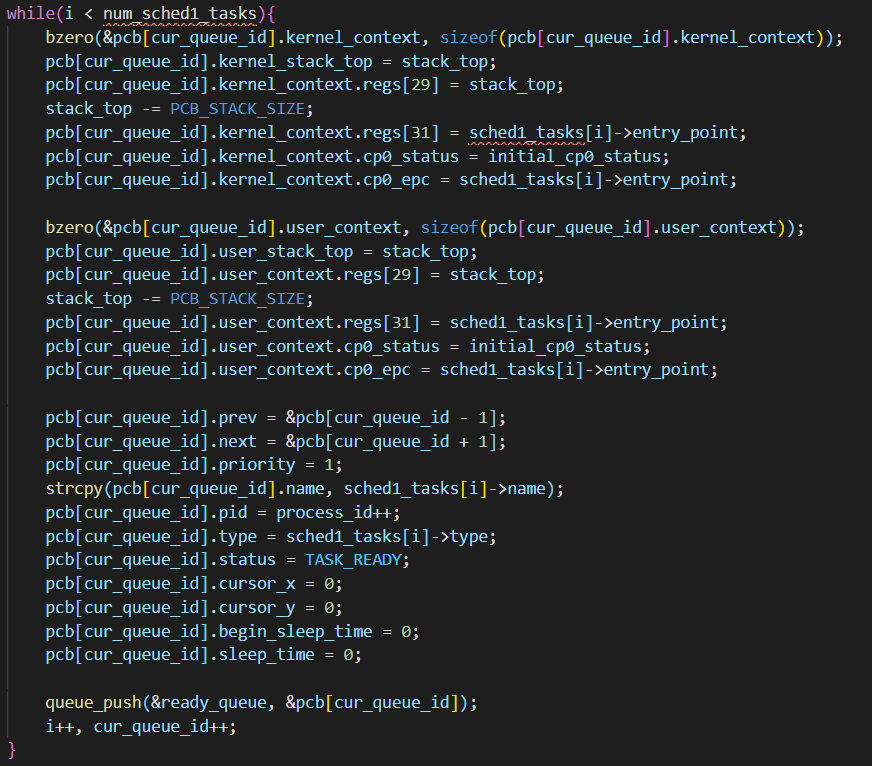 while(i < num_sched1_tasks){
    bzero(&pcb[cur_queue_id].kernel_context, sizeof(pcb[cur_queue_id].kernel_context));
    pcb[cur_queue_id].kernel_stack_top = stack_top;
    pcb[cur_queue_id].kernel_context.regs[29] = stack_top;
    stack_top -= PCB_STACK_SIZE;
    pcb[cur_queue_id].kernel_context.regs[31] = sched1_tasks[i]->entry_point;
    pcb[cur_queue_id].kernel_context.cp0_status = initial_cp0_status;
    pcb[cur_queue_id].kernel_context.cp0_epc = sched1_tasks[i]->entry_point;

    bzero(&pcb[cur_queue_id].user_context, sizeof(pcb[cur_queue_id].user_context));
    pcb[cur_queue_id].user_stack_top = stack_top;
    pcb[cur_queue_id].user_context.regs[29] = stack_top;
    stack_top -= PCB_STACK_SIZE;
    pcb[cur_queue_id].user_context.regs[31] = sched1_tasks[i]->entry_point;
    pcb[cur_queue_id].user_context.cp0_status = initial_cp0_status;
    pcb[cur_queue_id].user_context.cp0_epc = sched1_tasks[i]->entry_point;

    pcb[cur_queue_id].prev = &pcb[cur_queue_id - 1];
    pcb[cur_queue_id].next = &pcb[cur_queue_id + 1];
    pcb[cur_queue_id].priority = 1;
    strcpy(pcb[cur_queue_id].name, sched1_tasks[i]->name);
    pcb[cur_queue_id].pid = process_id++;
    pcb[cur_queue_id].type = sched1_tasks[i]->type;
    pcb[cur_queue_id].status = TASK_READY;
    pcb[cur_queue_id].cursor_x = 0;
    pcb[cur_queue_id].cursor_y = 0;
    pcb[cur_queue_id].begin_sleep_time = 0;
    pcb[cur_queue_id].sleep_time = 0;

    queue_push(&ready_queue, &pcb[cur_queue_id]);
    i++, cur_queue_id++;
}